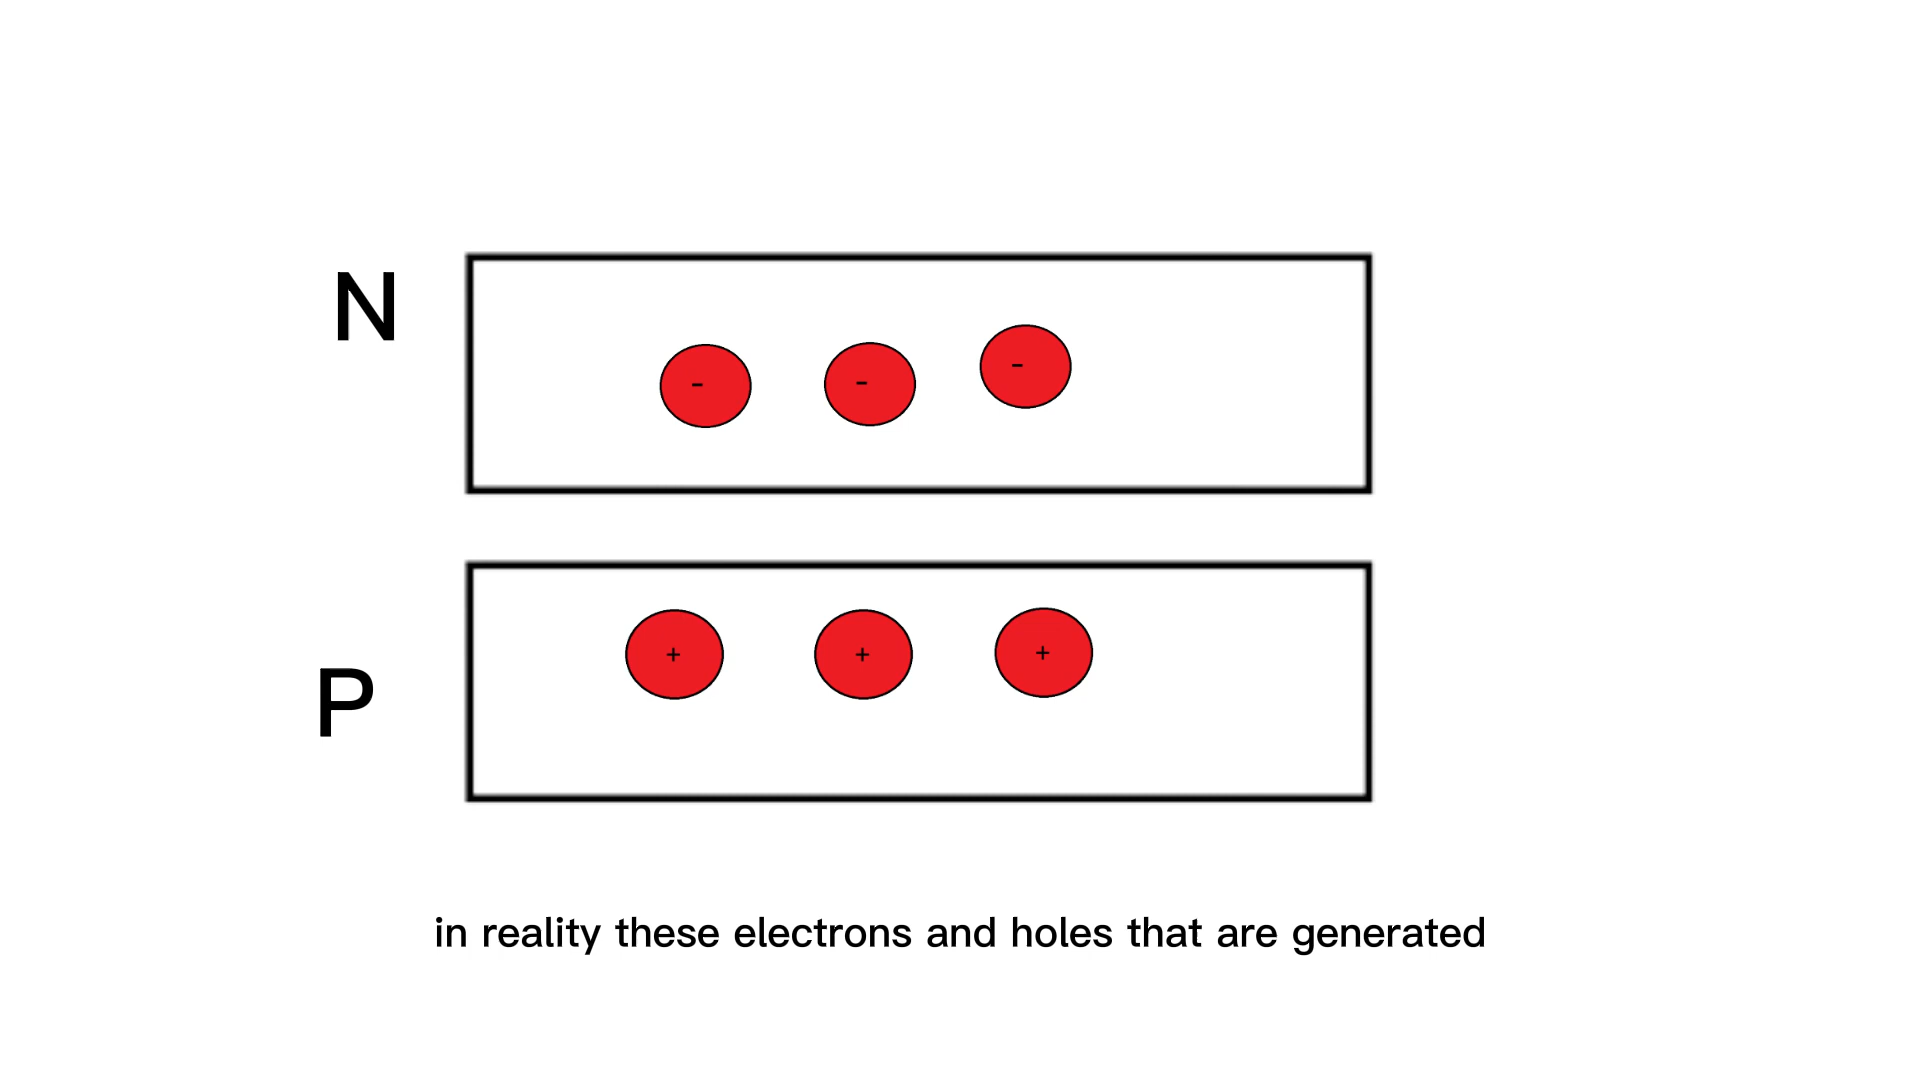 N
- - -
P
+ + +
in reality these electrons and holes that are generated